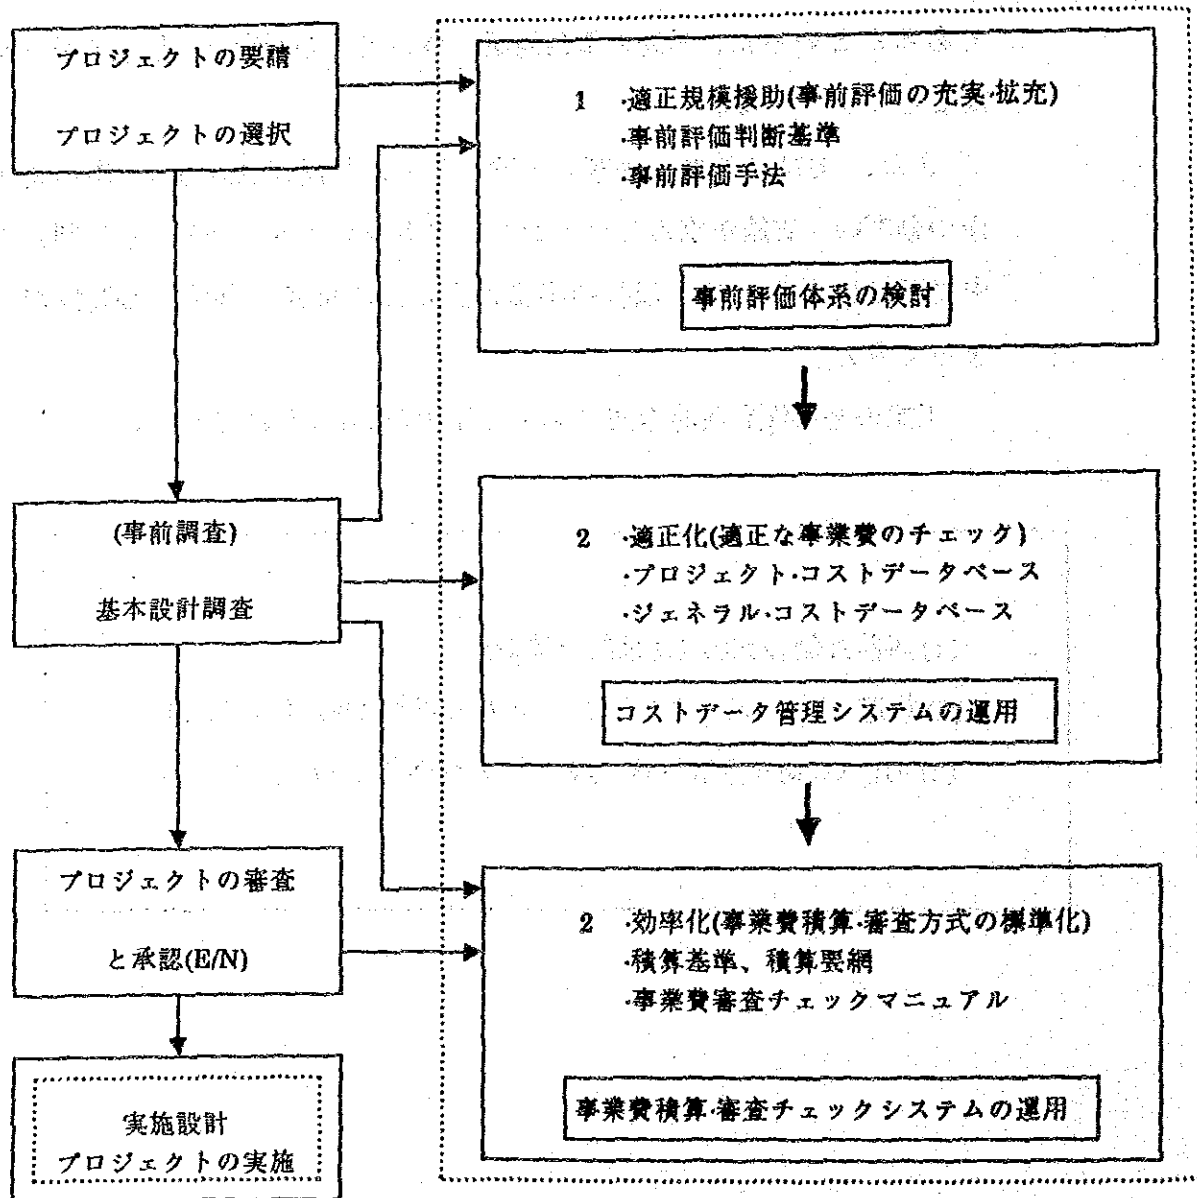 プロジェクトの要請
プロジェクトの選択
(事前調査)
基本設計調査
プロジェクトの審査
と承認(E/N)
実施設計
プロジェクトの実施
1 ・適正規模援助(事前評価の充実・拡充)
・事前評価判断基準
・事前評価手法
事前評価体系の検討
2 ・適正化(適正な事業費のチェック)
・プロジェクト・コストデータベース
・ジェネラル・コストデータベース
コストデータ管理システムの運用
2 ・効率化(事業費積算・審査方式の標準化)
・積算基準、積算要綱
・事業費審査チェックマニュアル
事業費積算・審査チェックシステムの運用